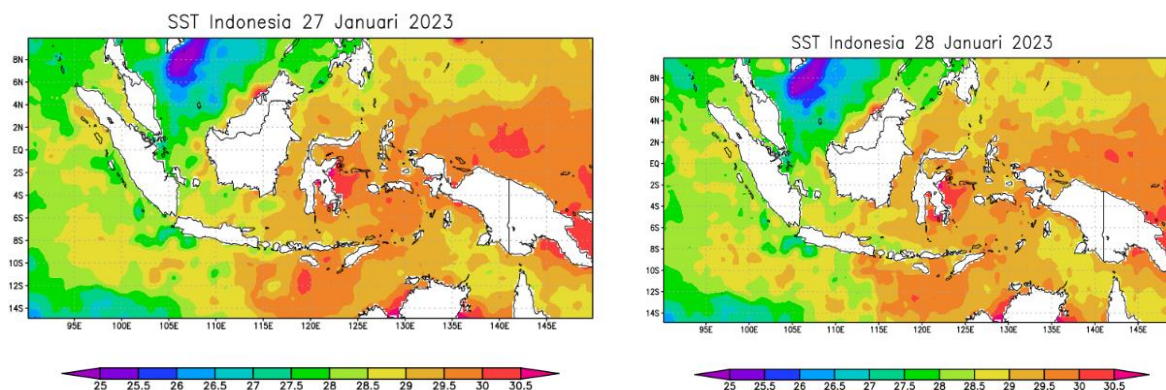 SST Indonesia 27 Januari 2023
8N
6N
4N
2N
EQ
2S
4S
6S
8S
10S
12S
14S
95E 100E 105E 110E 115E 120E 125E 130E 135E 140E 145E
25 25.5 26 26.5 27 27.5 28 28.5 29 29.5 30 30.5
SST Indonesia 28 Januari 2023
8N
6N
4N
2N
EQ
2S
4S
6S
8S
10S
12S
14S
95E 100E 105E 110E 115E 120E 125E 130E 135E 140E 145E
25 25.5 26 26.5 27 27.5 28 28.5 29 29.5 30 30.5